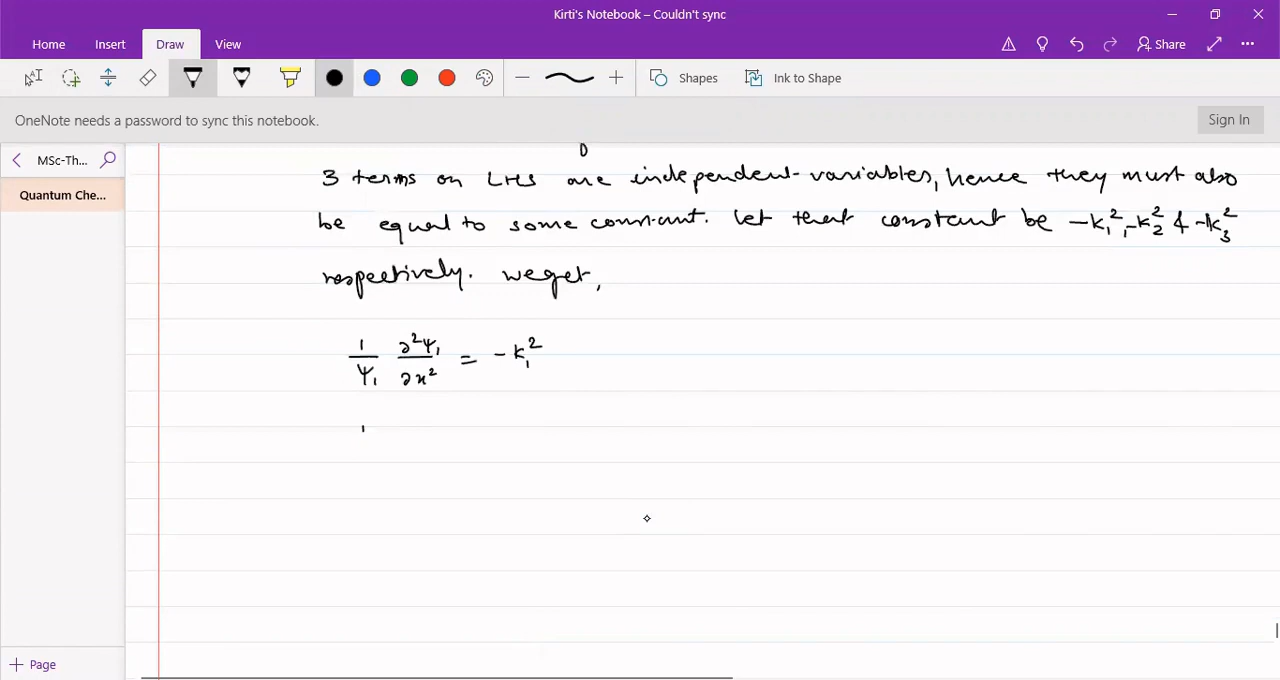 Kirti's Notebook – Couldn't sync
Home Insert Draw View Share
Shapes Ink to Shape
OneNote needs a password to sync this notebook. Sign In
MSc-Th...
Quantum Che...
3 terms on LHS are independent variables, hence they must also
be equal to some constant. Let that constant be -k₁², -k₂² & -k₃²
respectively. we get,
1/ψ₁ ∂²ψ₁/∂x² = -k₁²
1
+ Page